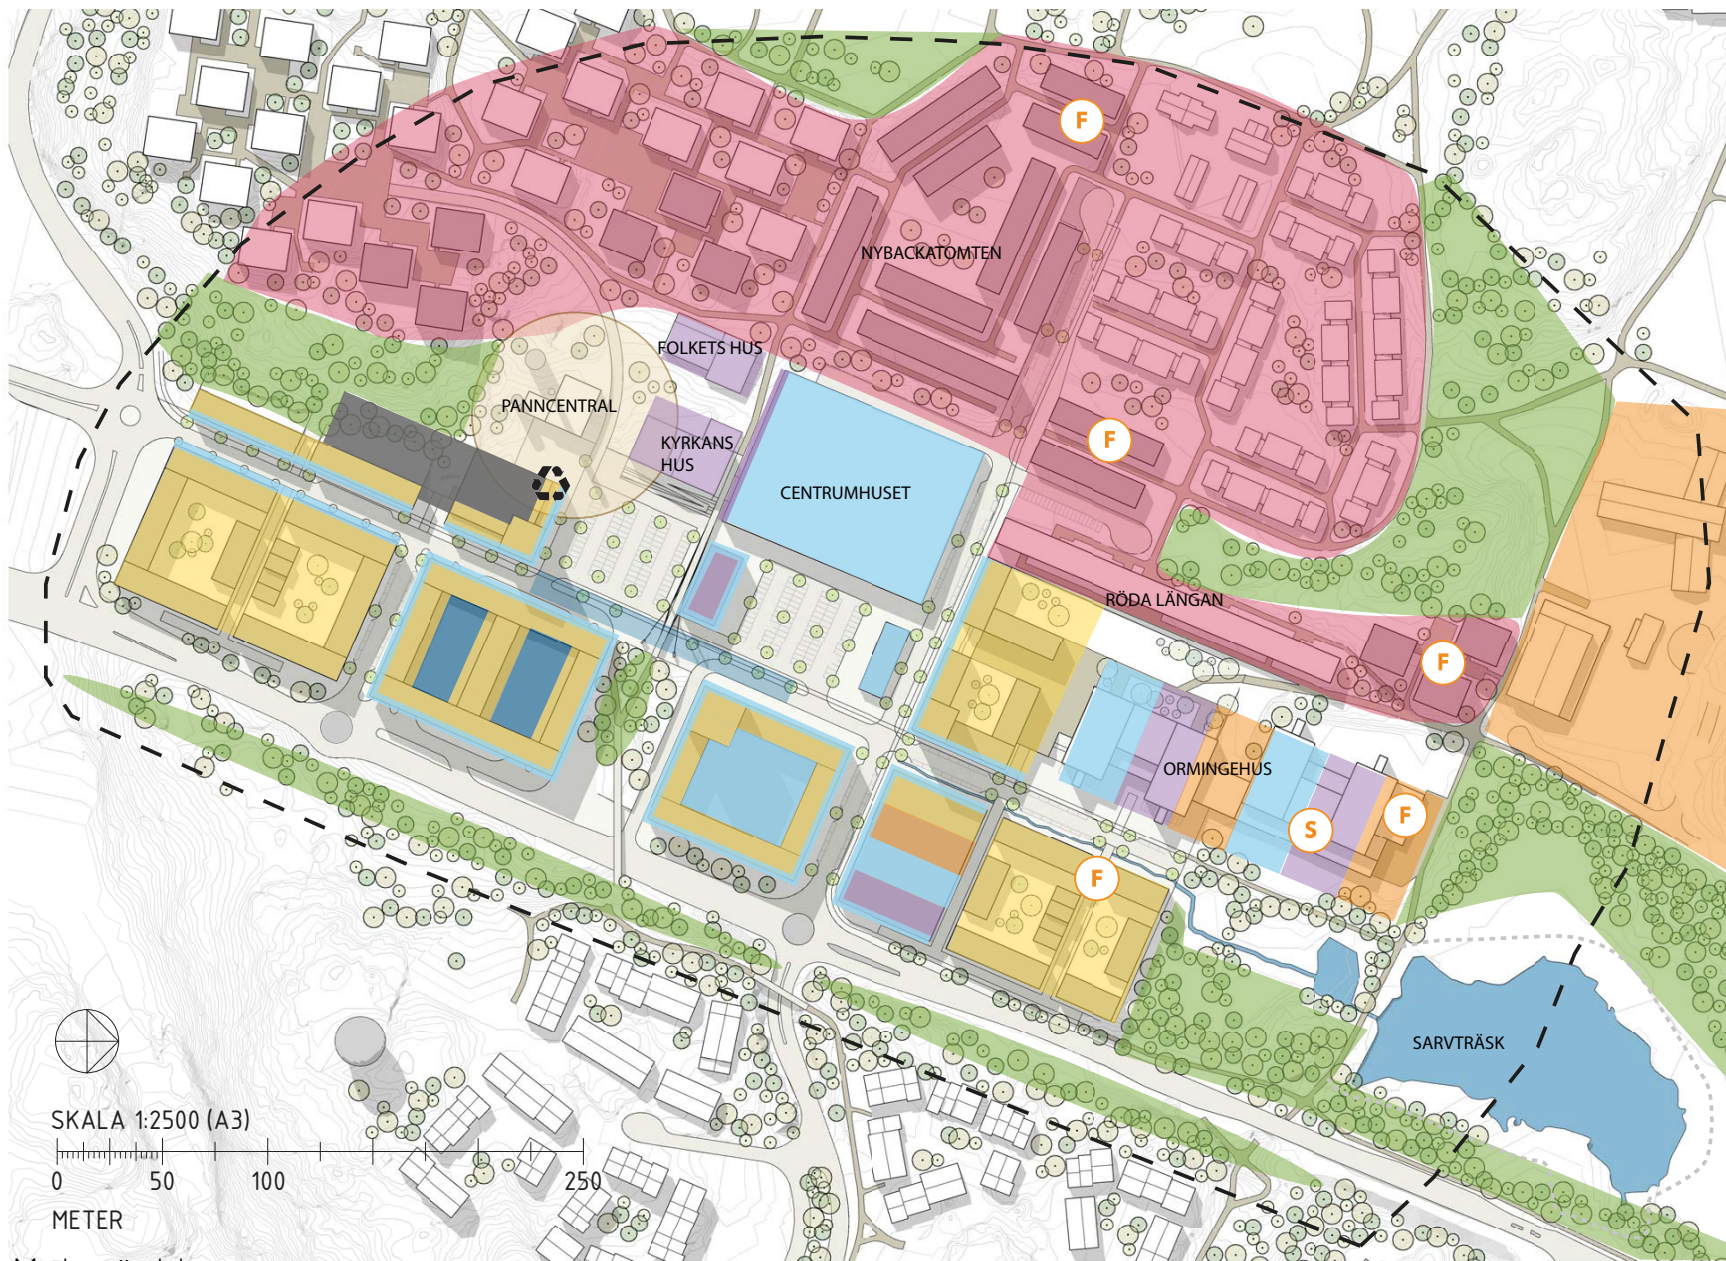 F
NYBACKATOMTEN
FOLKETS HUS
PANNCENTRAL
KYRKANS
HUS
F
CENTRUMHUSET
RÖDA LÄNGAN
F
ORMINGEHUS
S
F
F
SARVTRÄSK
SKALA 1:2500 (A3)
0 50 100 250
METER